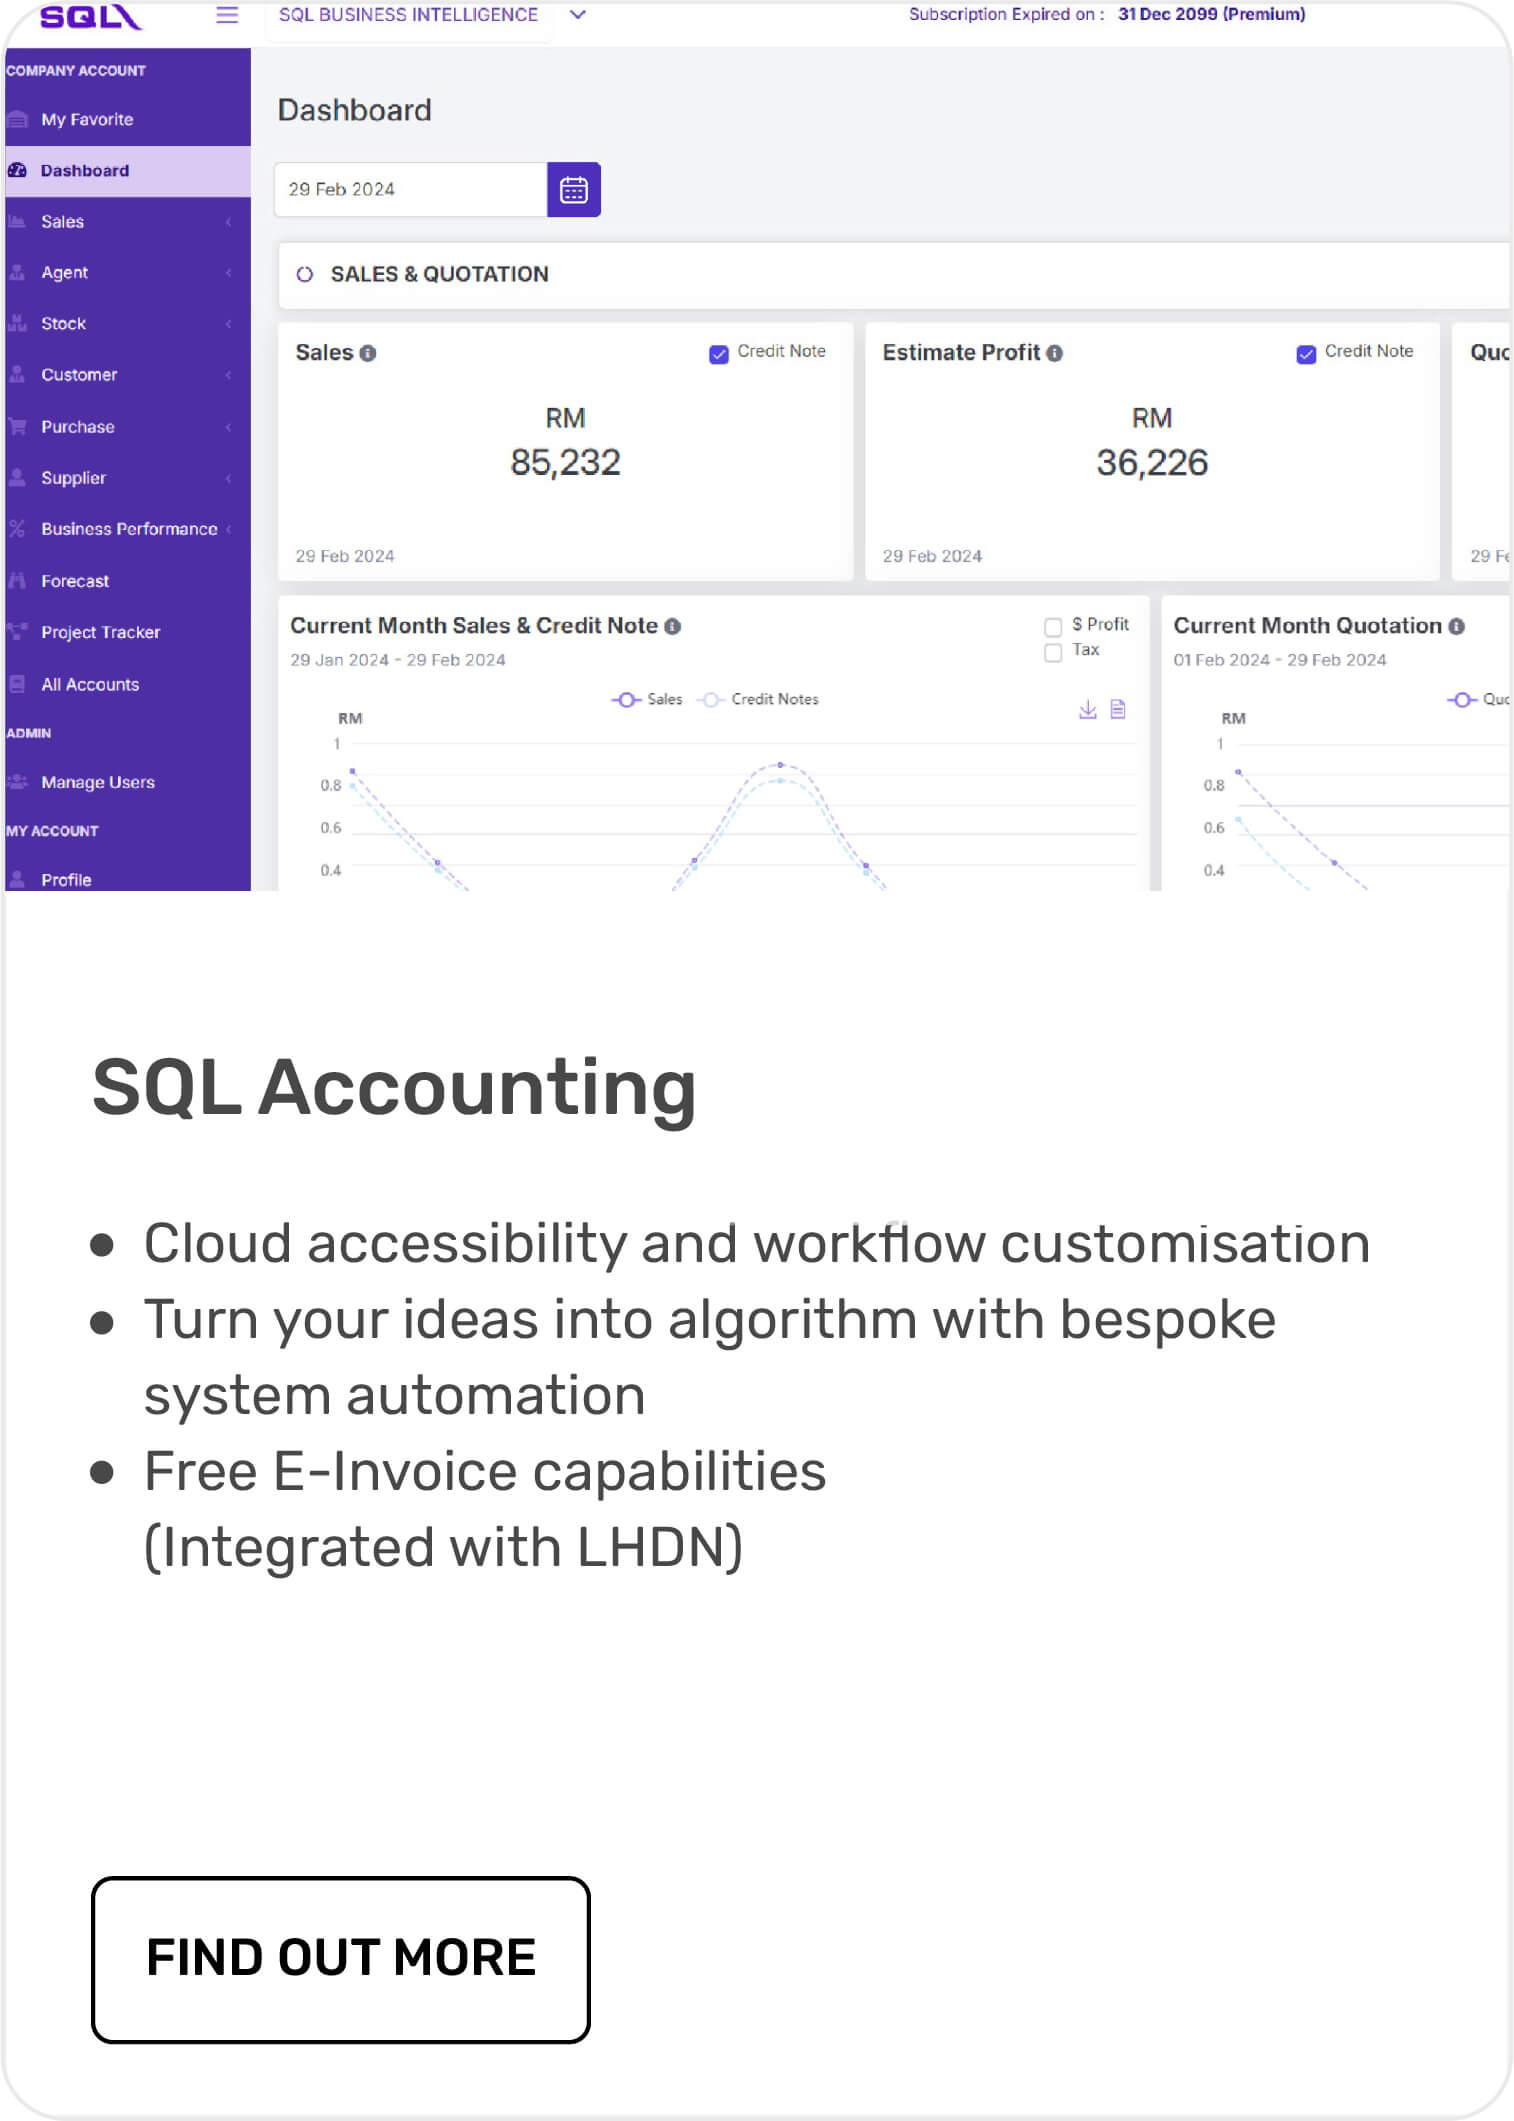 SQL
SQL BUSINESS INTELLIGENCE
Subscription Expired on : 31 Dec 2099 (Premium)
COMPANY ACCOUNT
My Favorite
Dashboard
Sales
Agent
Stock
Customer
Purchase
Supplier
Business Performance
Forecast
Project Tracker
All Accounts
ADMIN
Manage Users
MY ACCOUNT
Profile
Dashboard
29 Feb 2024
SALES & QUOTATION
Sales
Credit Note
RM
85,232
29 Feb 2024
Estimate Profit
Credit Note
RM
36,226
29 Feb 2024
Quo
29 Fe
Current Month Sales & Credit Note
29 Jan 2024 - 29 Feb 2024
$ Profit
Tax
Sales Credit Notes
RM
1
0.8
0.6
0.4
Current Month Quotation
01 Feb 2024 - 29 Feb 2024
Quo
RM
1
0.8
0.6
0.4
SQL Accounting
● Cloud accessibility and workflow customisation
● Turn your ideas into algorithm with bespoke
system automation
● Free E-Invoice capabilities
(Integrated with LHDN)
FIND OUT MORE